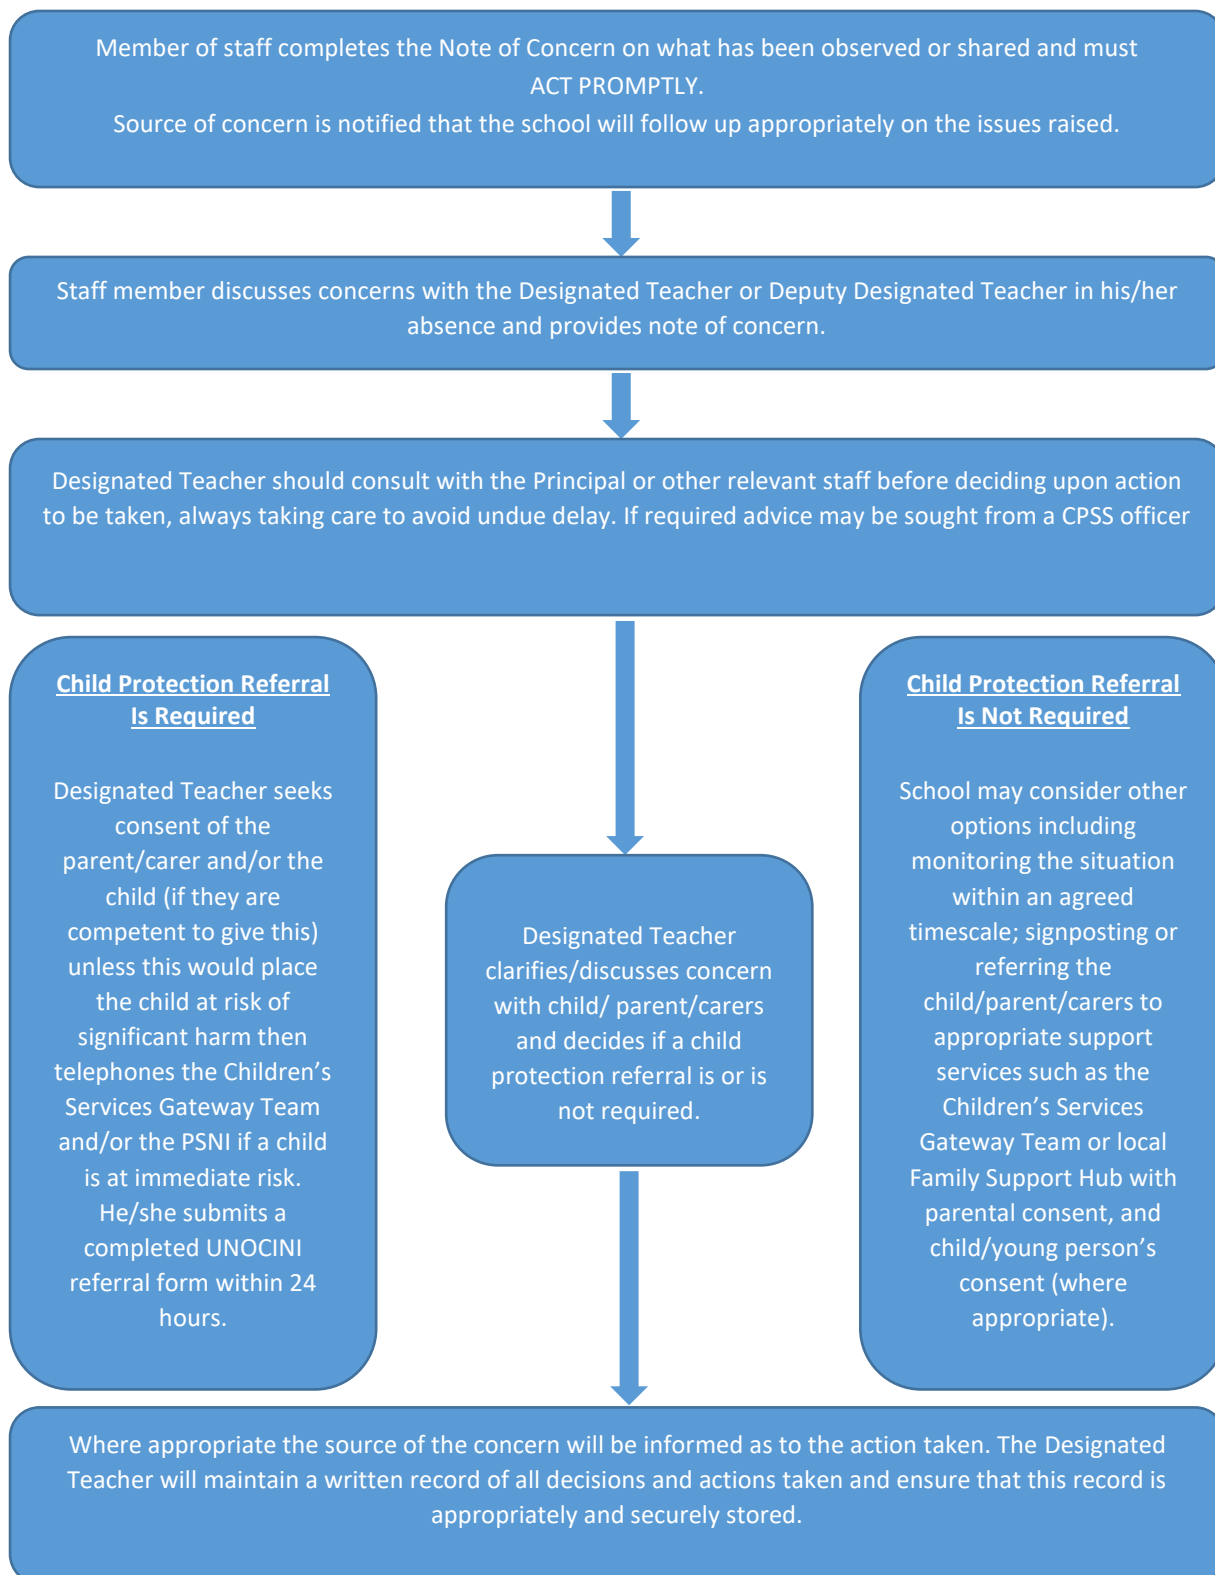 Member of staff completes the Note of Concern on what has been observed or shared and must
ACT PROMPTLY.
Source of concern is notified that the school will follow up appropriately on the issues raised.
Staff member discusses concerns with the Designated Teacher or Deputy Designated Teacher in his/her
absence and provides note of concern.
Designated Teacher should consult with the Principal or other relevant staff before deciding upon action
to be taken, always taking care to avoid undue delay. If required advice may be sought from a CPSS officer
Child Protection Referral
Is Required
Designated Teacher seeks
consent of the
parent/carer and/or the
child (if they are
competent to give this)
unless this would place
the child at risk of
significant harm then
telephones the Children’s
Services Gateway Team
and/or the PSNI if a child
is at immediate risk.
He/she submits a
completed UNOCINI
referral form within 24
hours.
Designated Teacher
clarifies/discusses concern
with child/ parent/carers
and decides if a child
protection referral is or is
not required.
Child Protection Referral
Is Not Required
School may consider other
options including
monitoring the situation
within an agreed
timescale; signposting or
referring the
child/parent/carers to
appropriate support
services such as the
Children’s Services
Gateway Team or local
Family Support Hub with
parental consent, and
child/young person’s
consent (where
appropriate).
Where appropriate the source of the concern will be informed as to the action taken. The Designated
Teacher will maintain a written record of all decisions and actions taken and ensure that this record is
appropriately and securely stored.